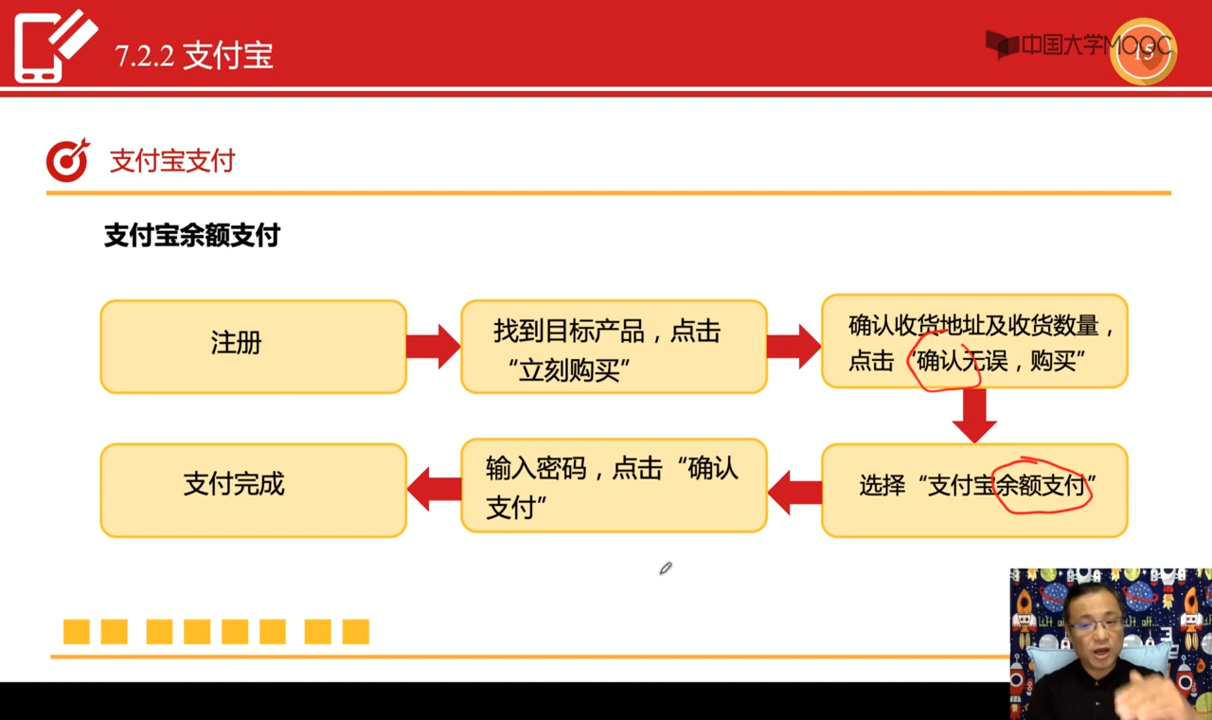 7.2.2 支付宝
中国大学MOOC
15
支付宝支付
支付宝余额支付
注册
找到目标产品，点击
“立刻购买”
确认收货地址及收货数量，
点击“确认无误，购买”
支付完成
输入密码，点击“确认
支付”
选择“支付宝余额支付”